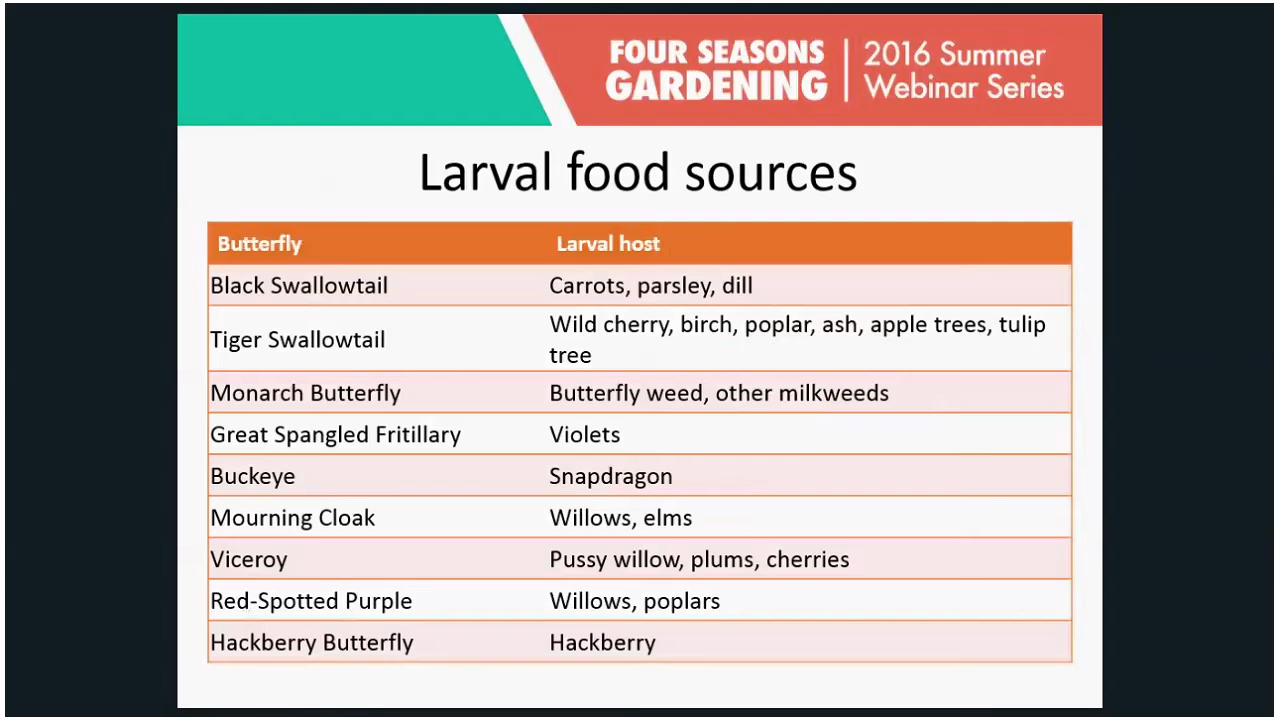 FOUR SEASONS
GARDENING
2016 Summer
Webinar Series
Larval food sources
Butterfly Larval host
Black Swallowtail Carrots, parsley, dill
Tiger Swallowtail Wild cherry, birch, poplar, ash, apple trees, tulip
tree
Monarch Butterfly Butterfly weed, other milkweeds
Great Spangled Fritillary Violets
Buckeye Snapdragon
Mourning Cloak Willows, elms
Viceroy Pussy willow, plums, cherries
Red-Spotted Purple Willows, poplars
Hackberry Butterfly Hackberry